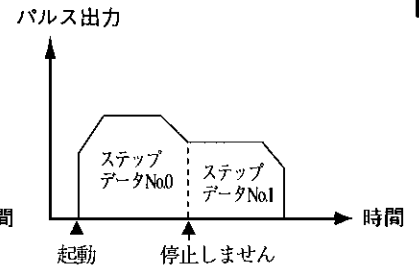 パルス出力
ステップ
データNo.0
ステップ
データNo.1
間
時間
起動
停止しません